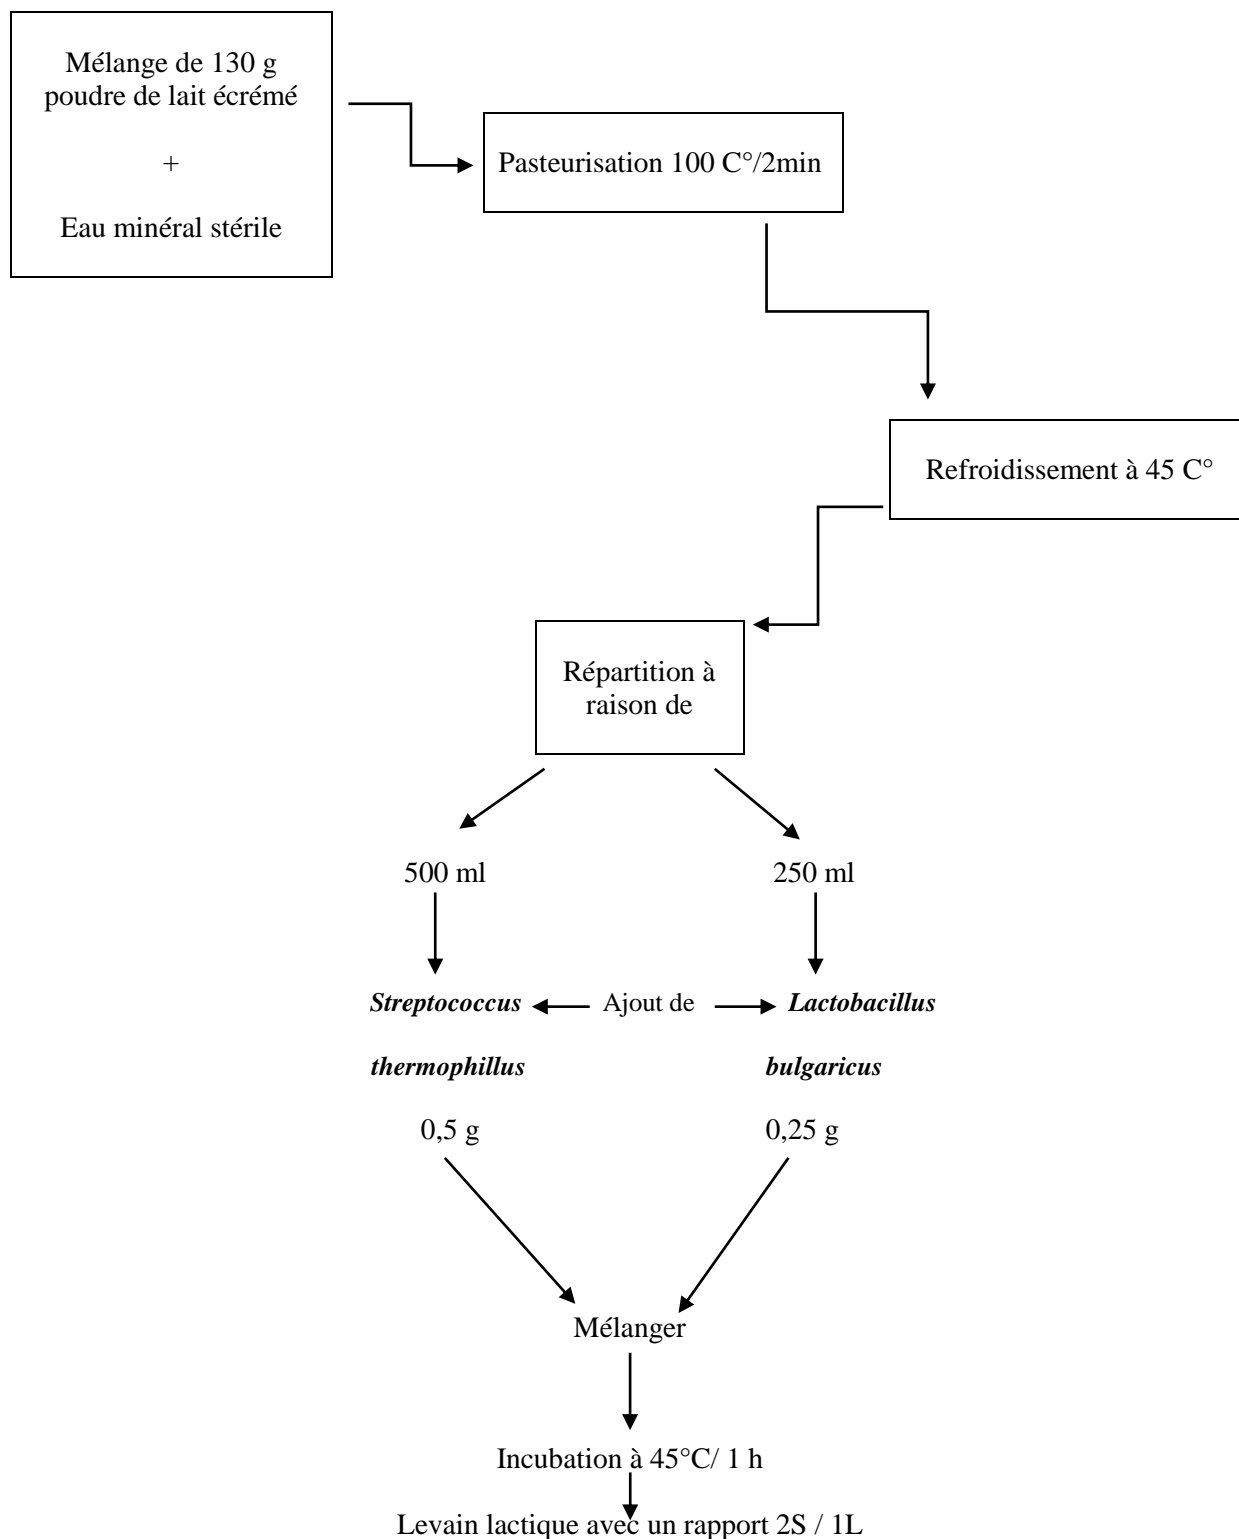 Mélange de 130 g
poudre de lait écrémé
+
Eau minéral stérile
Pasteurisation 100 C°/2min
Refroidissement à 45 C°
Répartition à
raison de
500 ml
250 ml
Streptococcus
Ajout de
Lactobacillus
thermophillus
bulgaricus
0,5 g
0,25 g
Mélanger
Incubation à 45°C/ 1 h
Levain lactique avec un rapport 2S / 1L